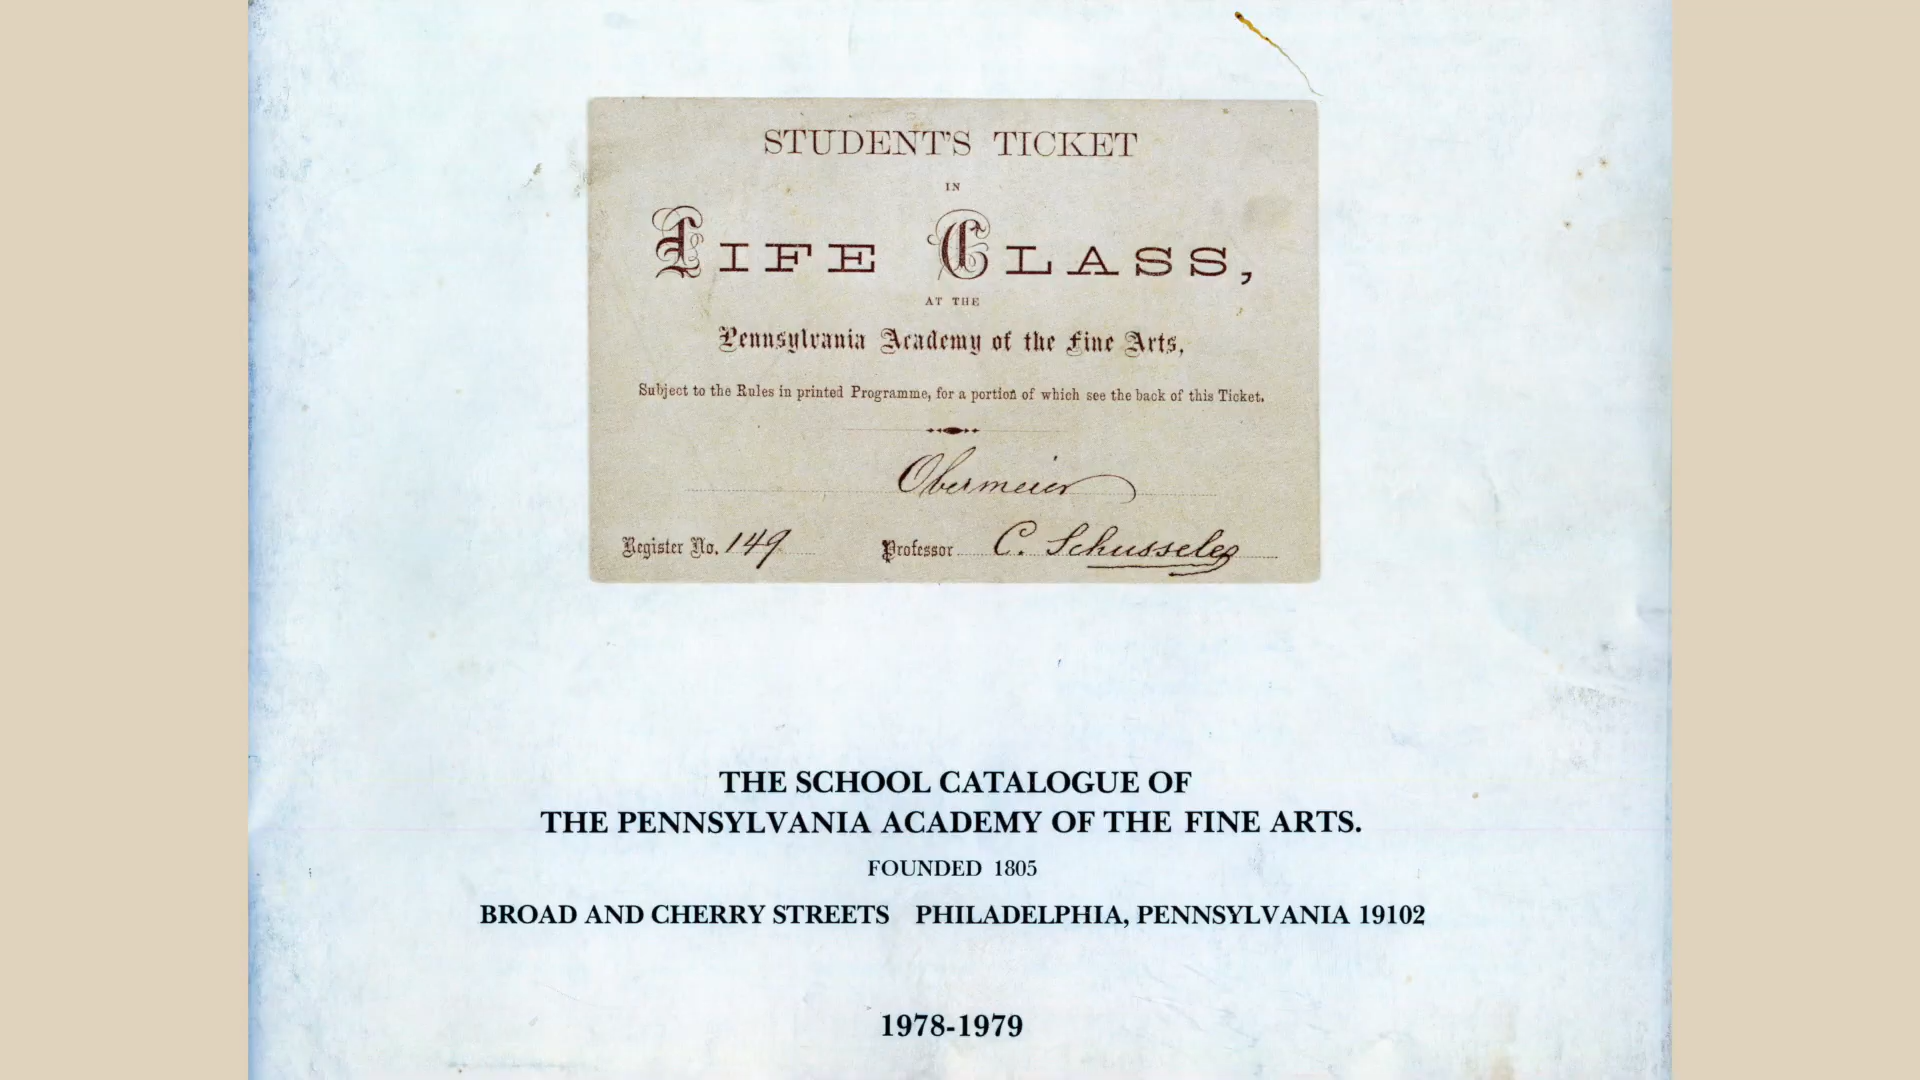 STUDENT'S TICKET
IN
LIFE CLASS,
AT THE
Pennsylvania Academy of the Fine Arts,
Subject to the Rules in printed Programme, for a portion of which see the back of this Ticket.
Obermeier
Register No. 149 Professor C. Schussele
THE SCHOOL CATALOGUE OF
THE PENNSYLVANIA ACADEMY OF THE FINE ARTS.
FOUNDED 1805
BROAD AND CHERRY STREETS PHILADELPHIA, PENNSYLVANIA 19102
1978-1979